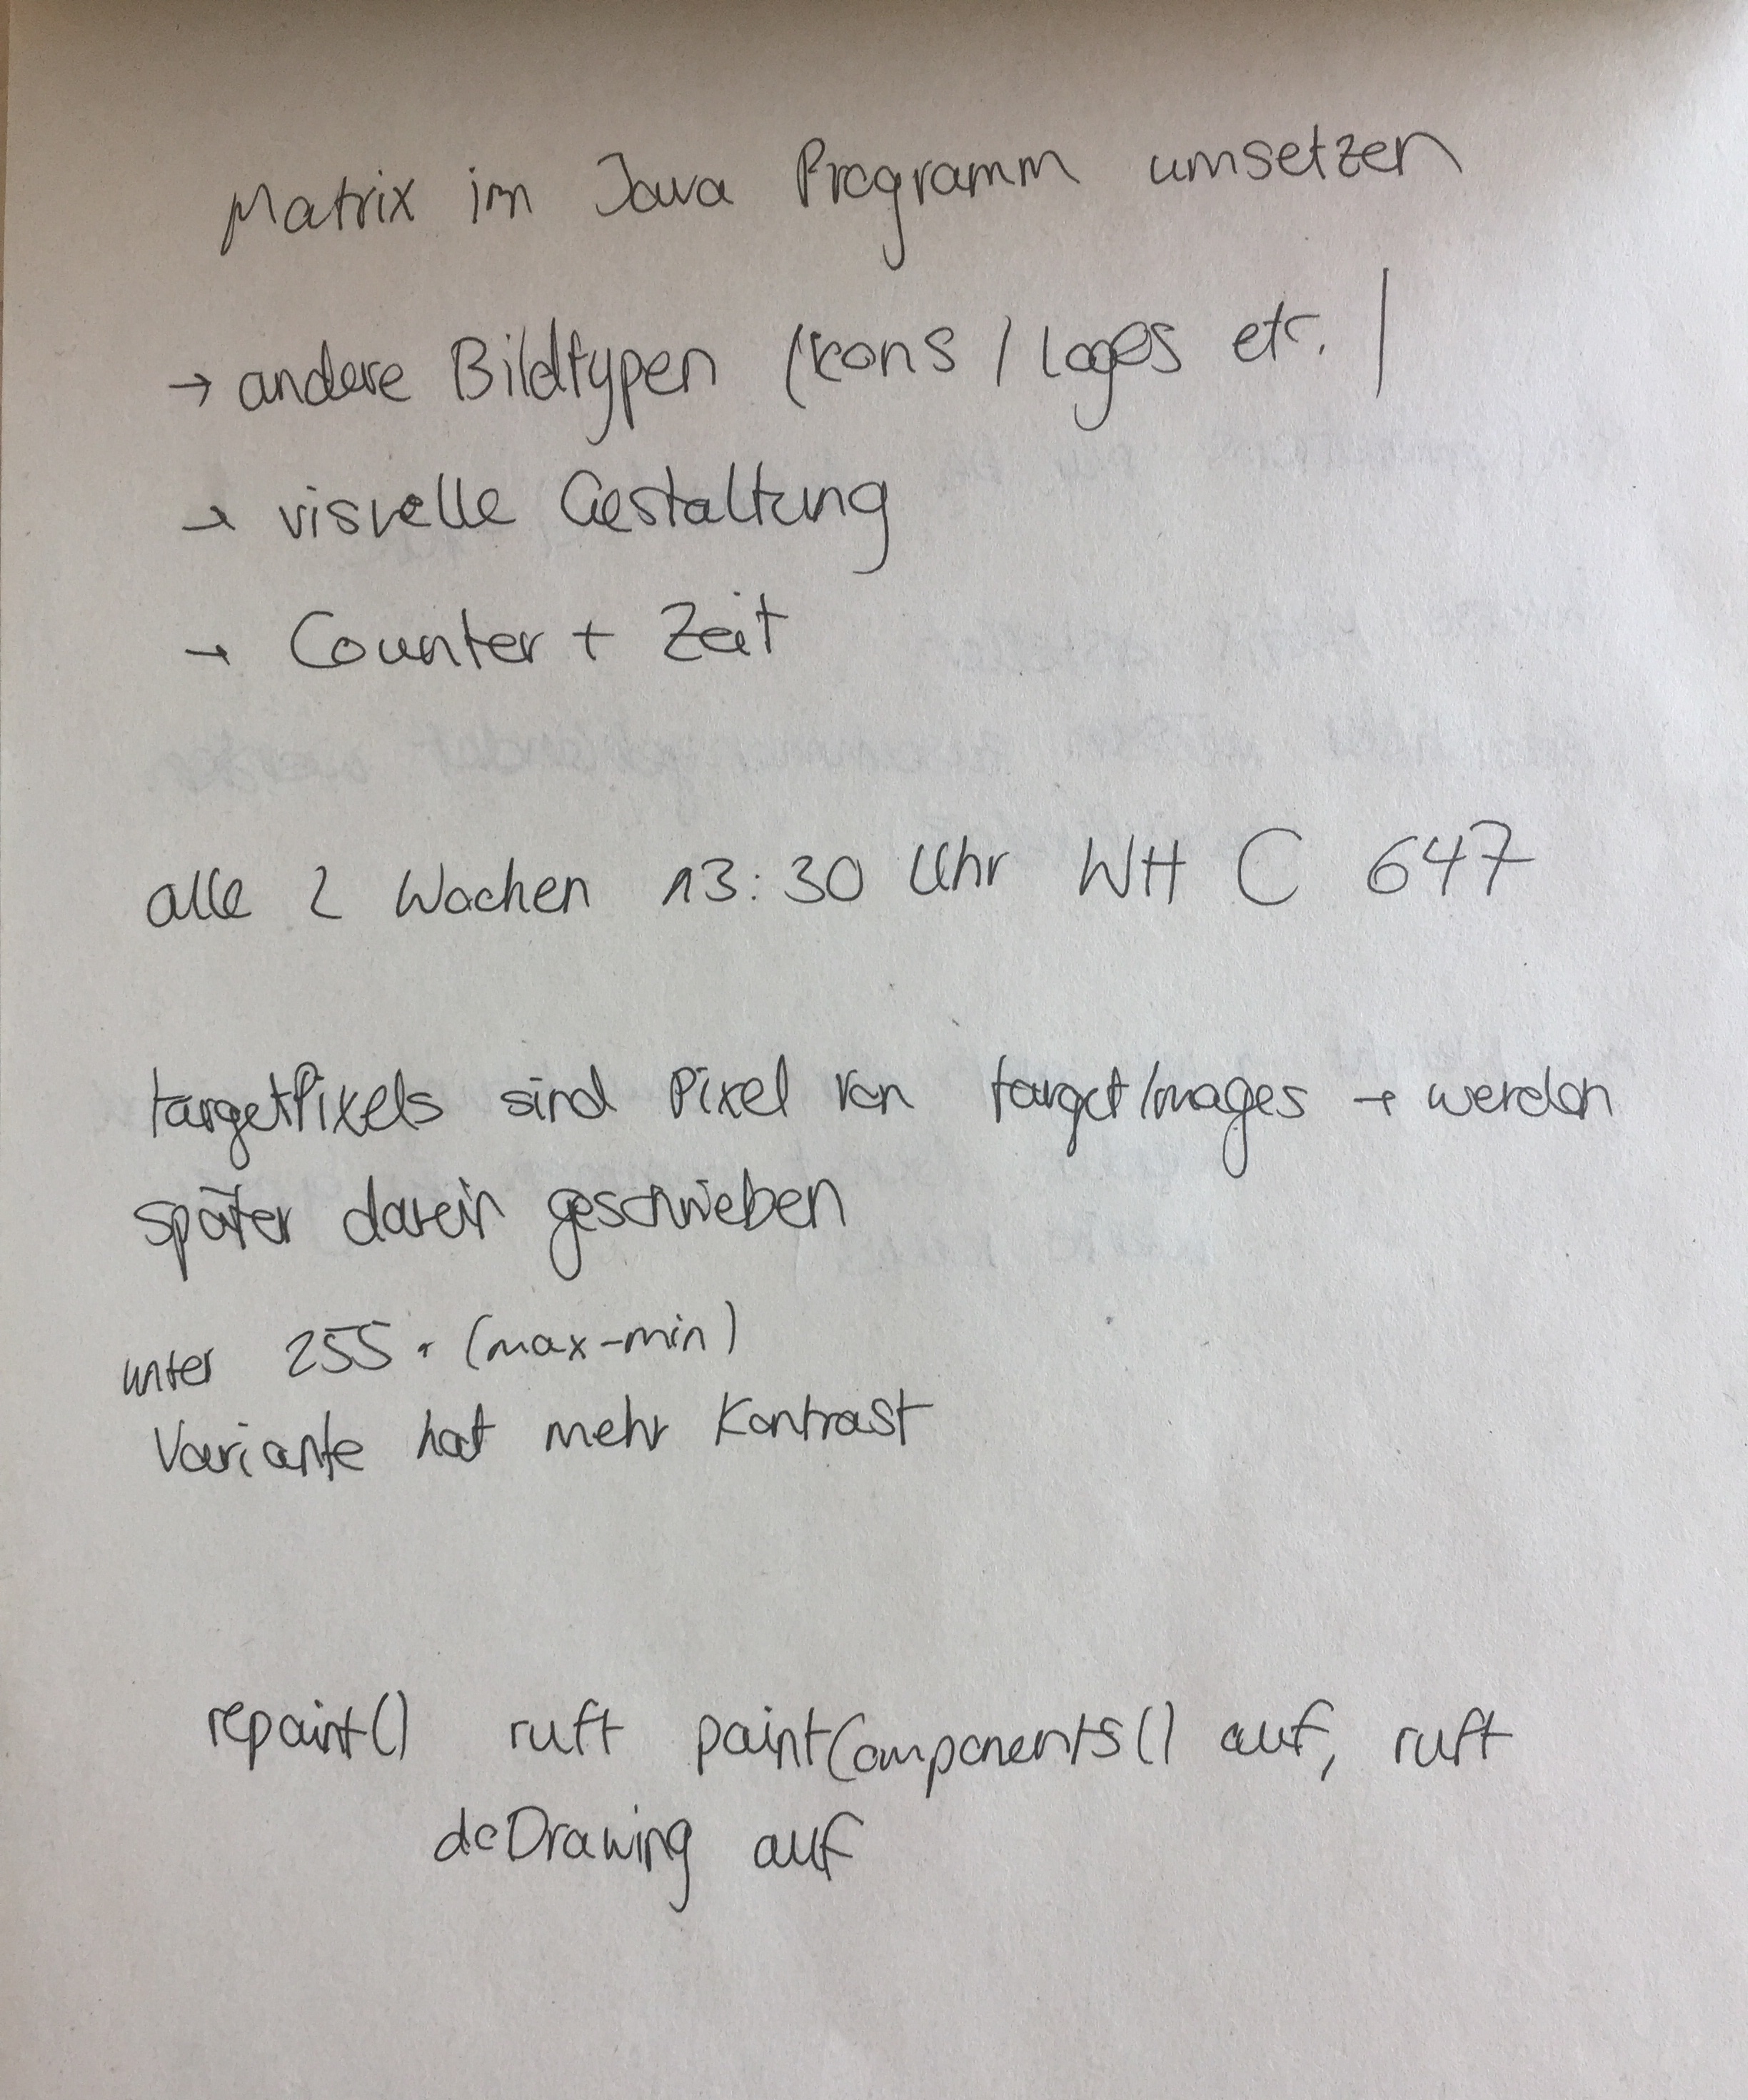 Matrix im Java Programm umsetzen
→ andere Bildtypen (Icons / Logos etc.)
→ visuelle Gestaltung
→ Counter + Zeit
alle 2 Wochen 13:30 Uhr WH C 647
targetPixels sind Pixel von targetImages → werden
später darein geschrieben
unter 255 · (max-min)
Variante hat mehr Kontrast
repaint() ruft paintComponents() auf, ruft
doDrawing auf